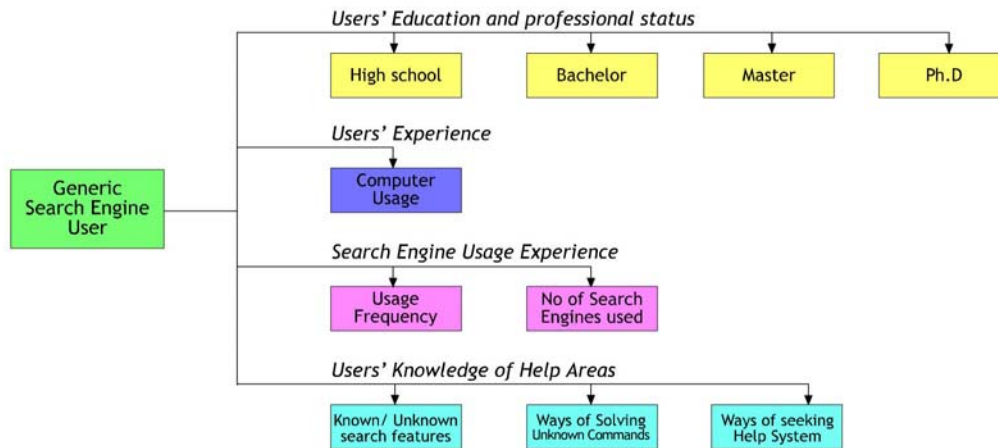 Users’ Education and professional status
High school
Bachelor
Master
Ph.D
Users’ Experience
Computer
Usage
Generic
Search Engine
User
Search Engine Usage Experience
Usage
Frequency
No of Search
Engines used
Users’ Knowledge of Help Areas
Known/ Unknown
search features
Ways of Solving
Unknown Commands
Ways of seeking
Help System